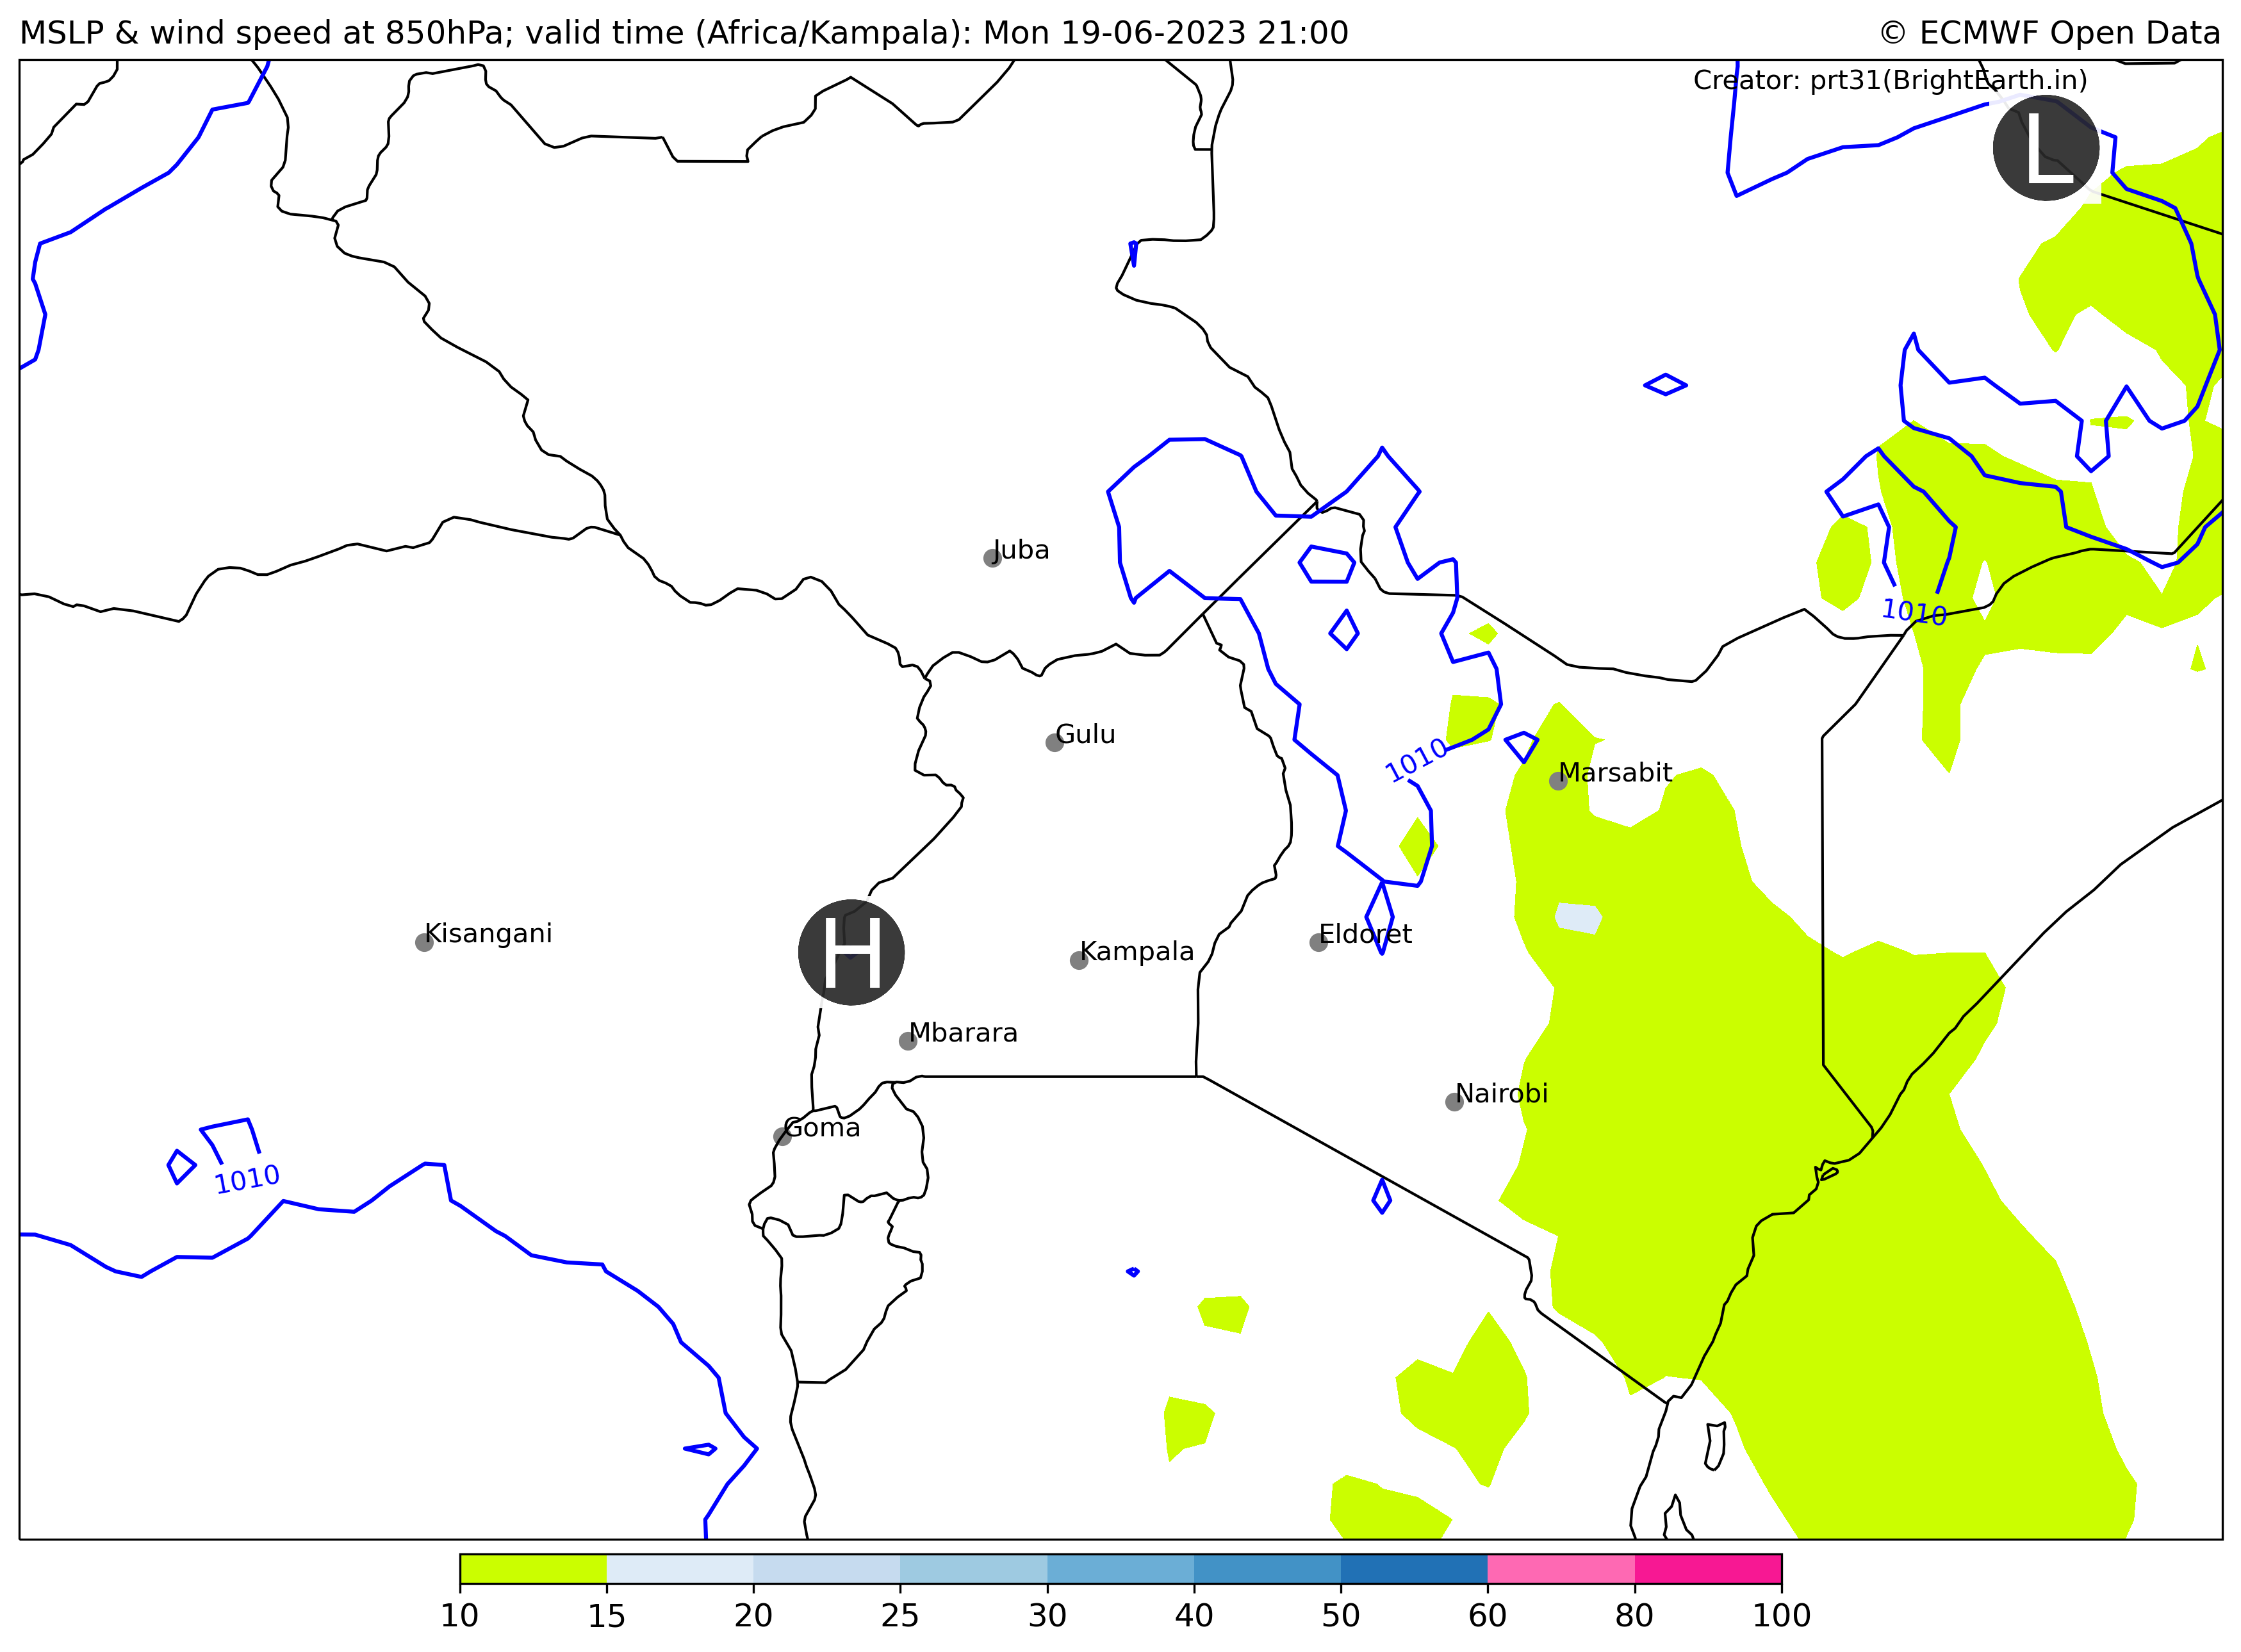 MSLP & wind speed at 850hPa; valid time (Africa/Kampala): Mon 19-06-2023 21:00
© ECMWF Open Data
Creator: prt31(BrightEarth.in)
L
Juba
1010
Gulu
1010
Marsabit
Kisangani
H
Kampala
Eldoret
Mbarara
Nairobi
Goma
1010
10 15 20 25 30 40 50 60 80 100